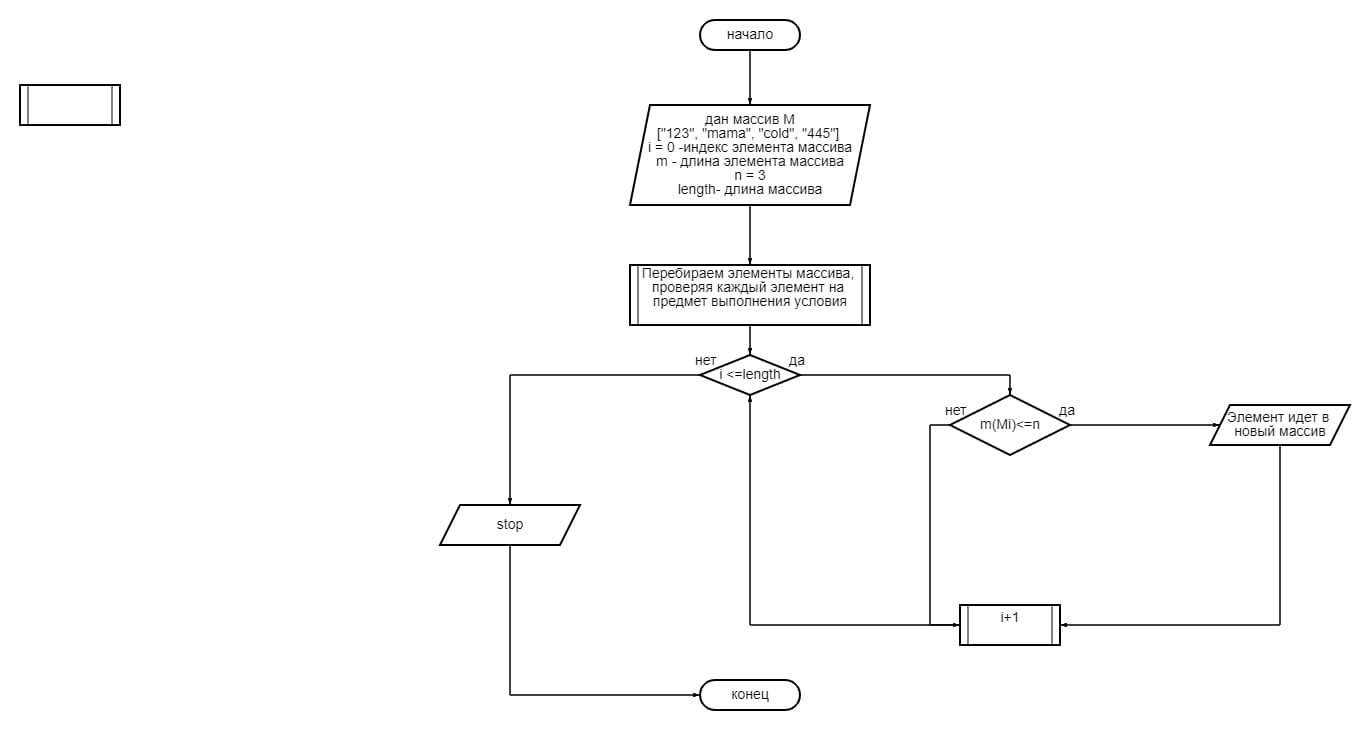 начало
дан массив M
["123", "mama", "cold", "445"]
i = 0 -индекс элемента массива
m - длина элемента массива
n = 3
length- длина массива
Перебираем элементы массива,
проверяя каждый элемент на
предмет выполнения условия
нет
да
i <=length
нет
да
m(Mi)<=n
Элемент идет в
новый массив
stop
i+1
конец